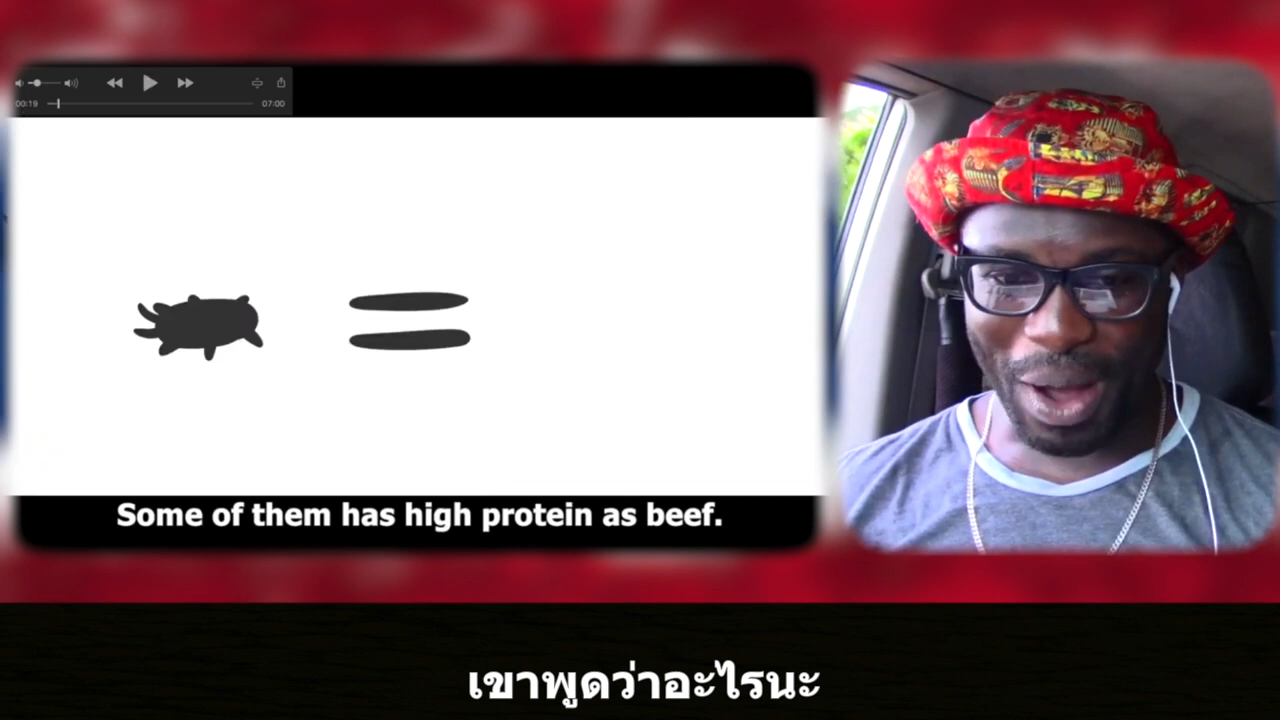 00:19
07:00
Some of them has high protein as beef.
เขาพูดว่าอะไรนะ